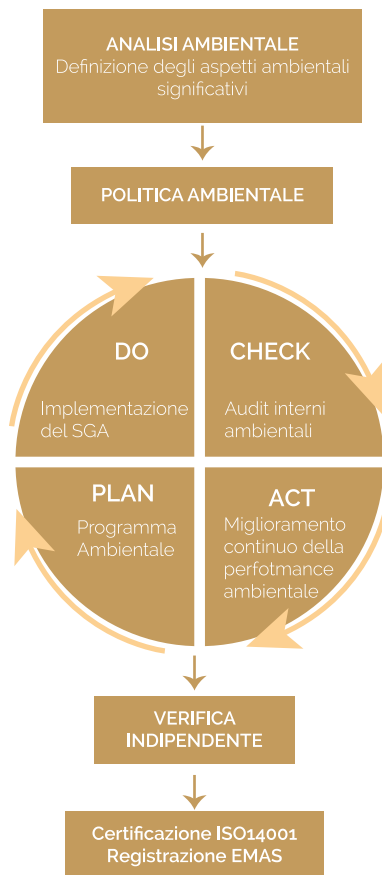 ANALISI AMBIENTALE
Definizione degli aspetti ambientali
significativi
POLITICA AMBIENTALE
DO
Implementazione
del SGA
CHECK
Audit interni
ambientali
PLAN
Programma
Ambientale
ACT
Miglioramento
continuo della
perfotmance
ambientale
VERIFICA
INDIPENDENTE
Certificazione ISO14001
Registrazione EMAS